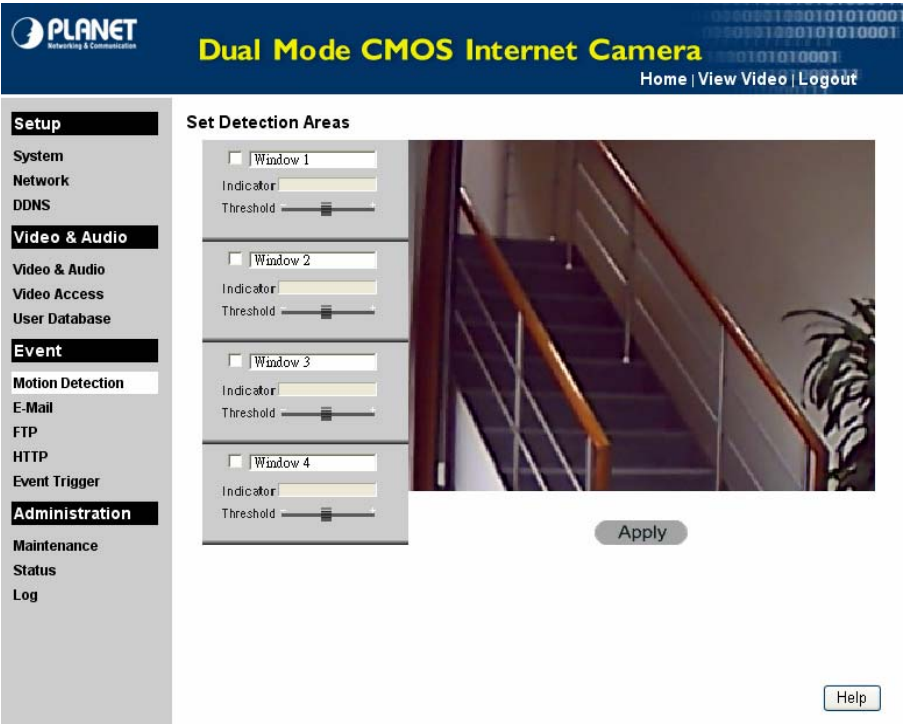 PLANET
Networking & Communication
Dual Mode CMOS Internet Camera
Home | View Video | Logout
Setup
System
Network
DDNS
Video & Audio
Video & Audio
Video Access
User Database
Event
Motion Detection
E-Mail
FTP
HTTP
Event Trigger
Administration
Maintenance
Status
Log
Set Detection Areas
Window 1
Indicator
Threshold
Window 2
Indicator
Threshold
Window 3
Indicator
Threshold
Window 4
Indicator
Threshold
Apply
Help